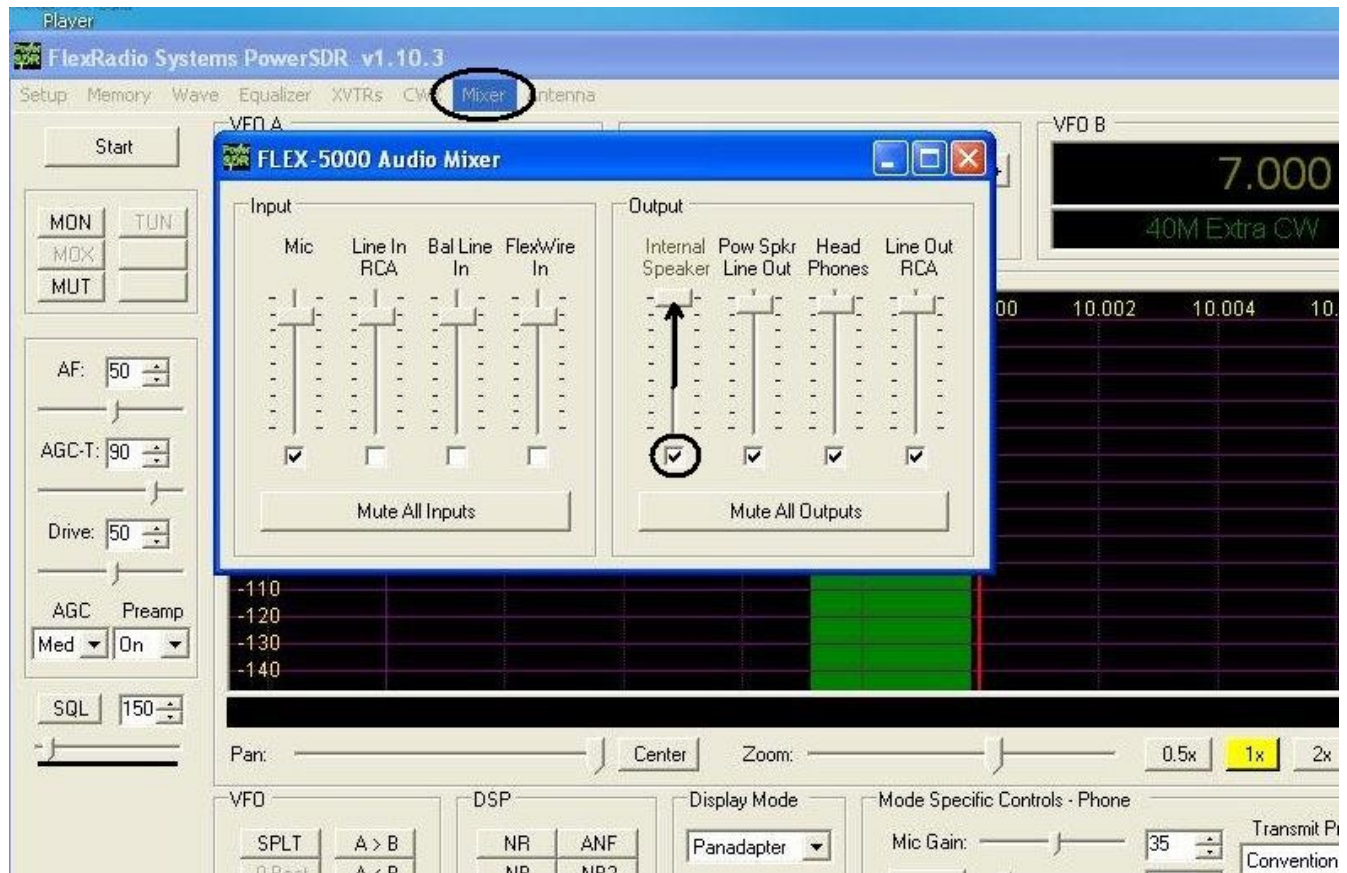 Player
FlexRadio Systems PowerSDR v1.10.3
Setup Memory Wave Equalizer XVTRs Mixer
Start
VFO A
VFO B
FLEX-5000 Audio Mixer
7.000
40M Extra CW
MON TUN
MOX
MUT
Input
Mic
Line In RCA
Bal Line In
FlexWire In
Mute All Inputs
Output
Internal Speaker
Pow Spkr Line Out
Head Phones
Line Out RCA
Mute All Outputs
00 10.002 10.004 10.
AF: 50
AGC-T: 90
Drive: 50
AGC Preamp
Med On
SQL 150
-110
-120
-130
-140
Pan: Center Zoom: 0.5x 1x 2x
VFO
SPLT A > B
A < B
DSP
NR ANF
NB NB2
Display Mode
Panadapter
Mode Specific Controls - Phone
Mic Gain: 35
Transmit